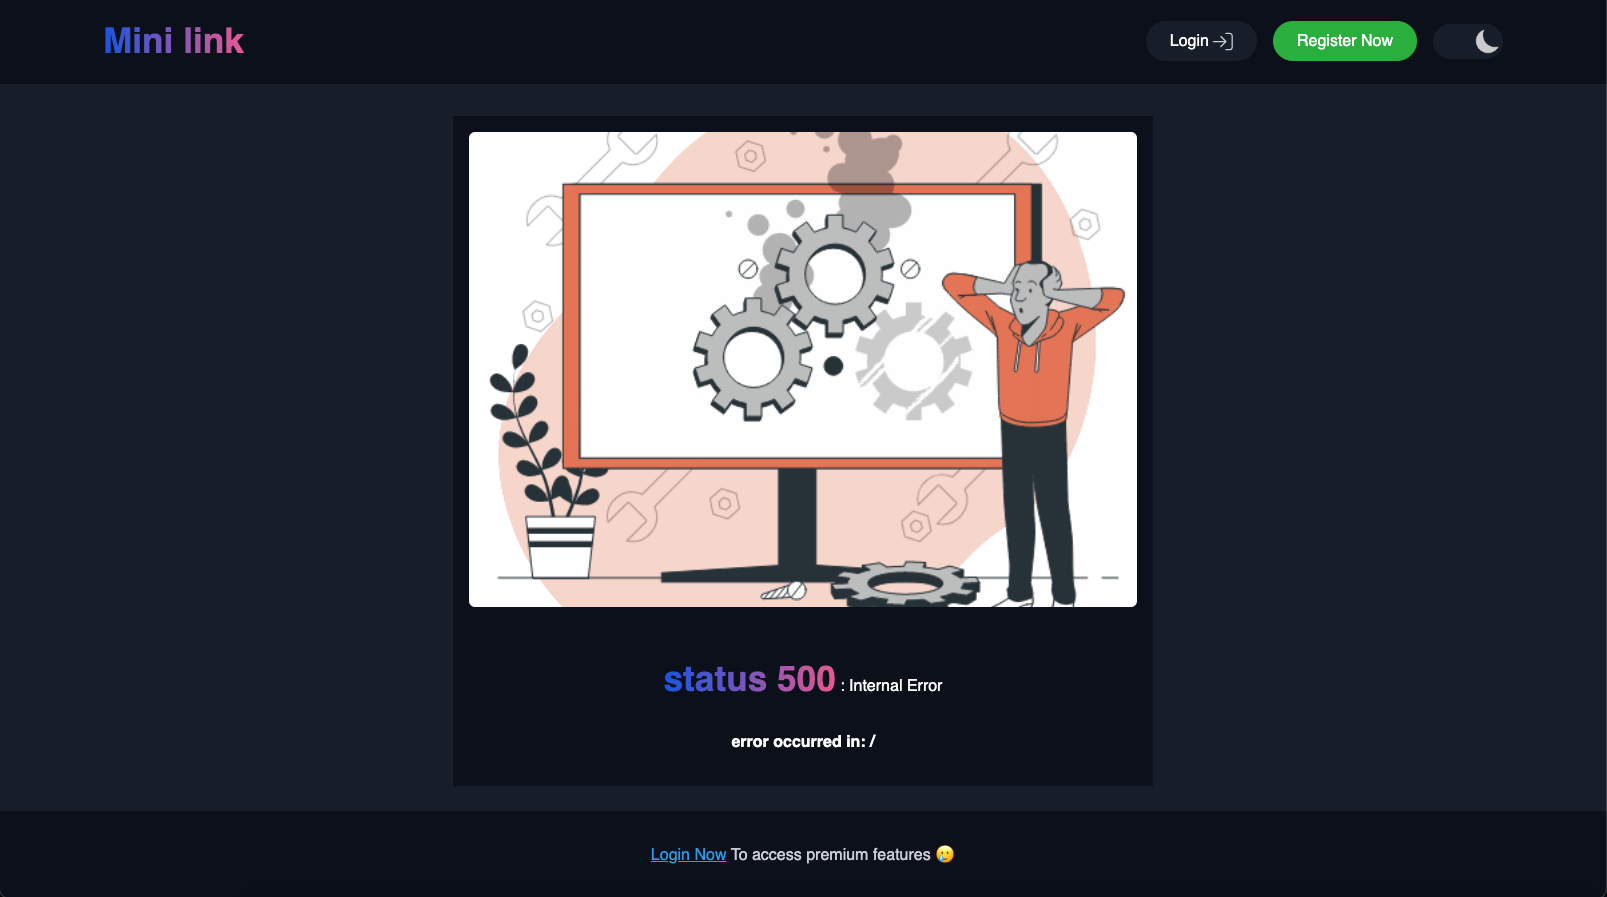 Mini link
Login
Register Now
status 500 : Internal Error
error occurred in: /
Login Now To access premium features 🥲